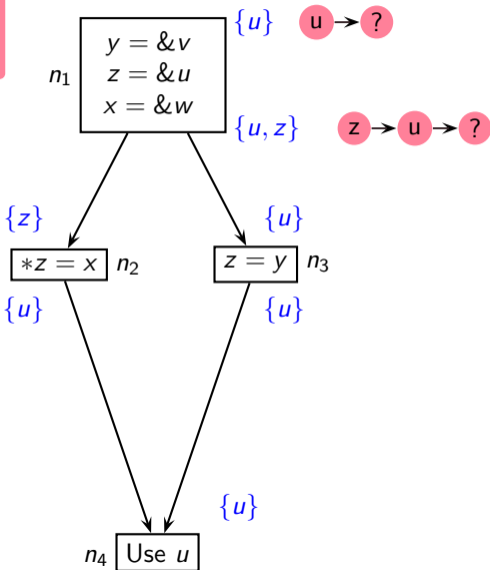 {u} u ?
y = &v
n1 z = &u
x = &w
{u, z} z u ?
{z} {u}
*z = x n2 z = y n3
{u} {u}
{u}
n4 Use u